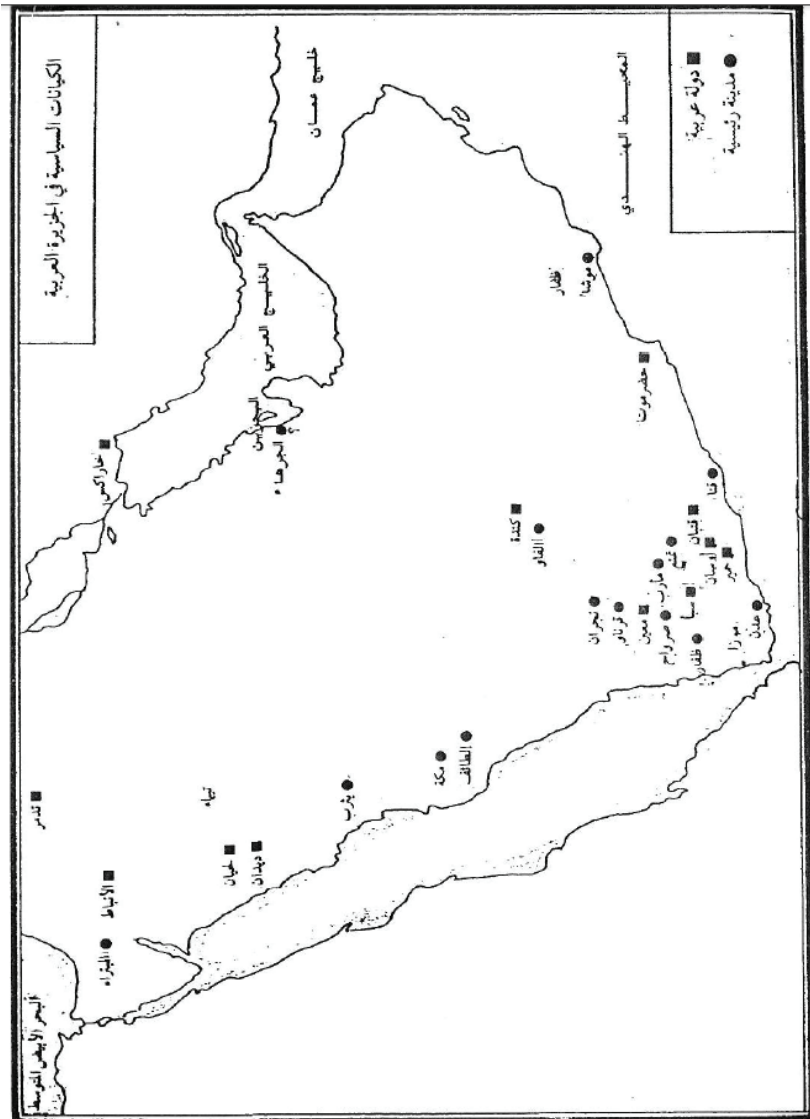 الكيانات السياسية في الجزيرة العربية
■ دولة عربية
● مدينة رئيسية
خليج عمان
المحيط الهندي
الخليج العربي
البحرين
الجرهاء
؟
خاراكس
ظفار
موشا
حضرموت
قنا
قتبان
أوسان
حمير
تمنع
مأرب
سبأ
صرواح
ظفار
معين
قرناو
نجران
موزا
عدن
كندة
الفاو
الطائف
مكة
يثرب
تيماء
لحيان
ديدان
تدمر
الأنباط
البتراء
البحر الأبيض المتوسط